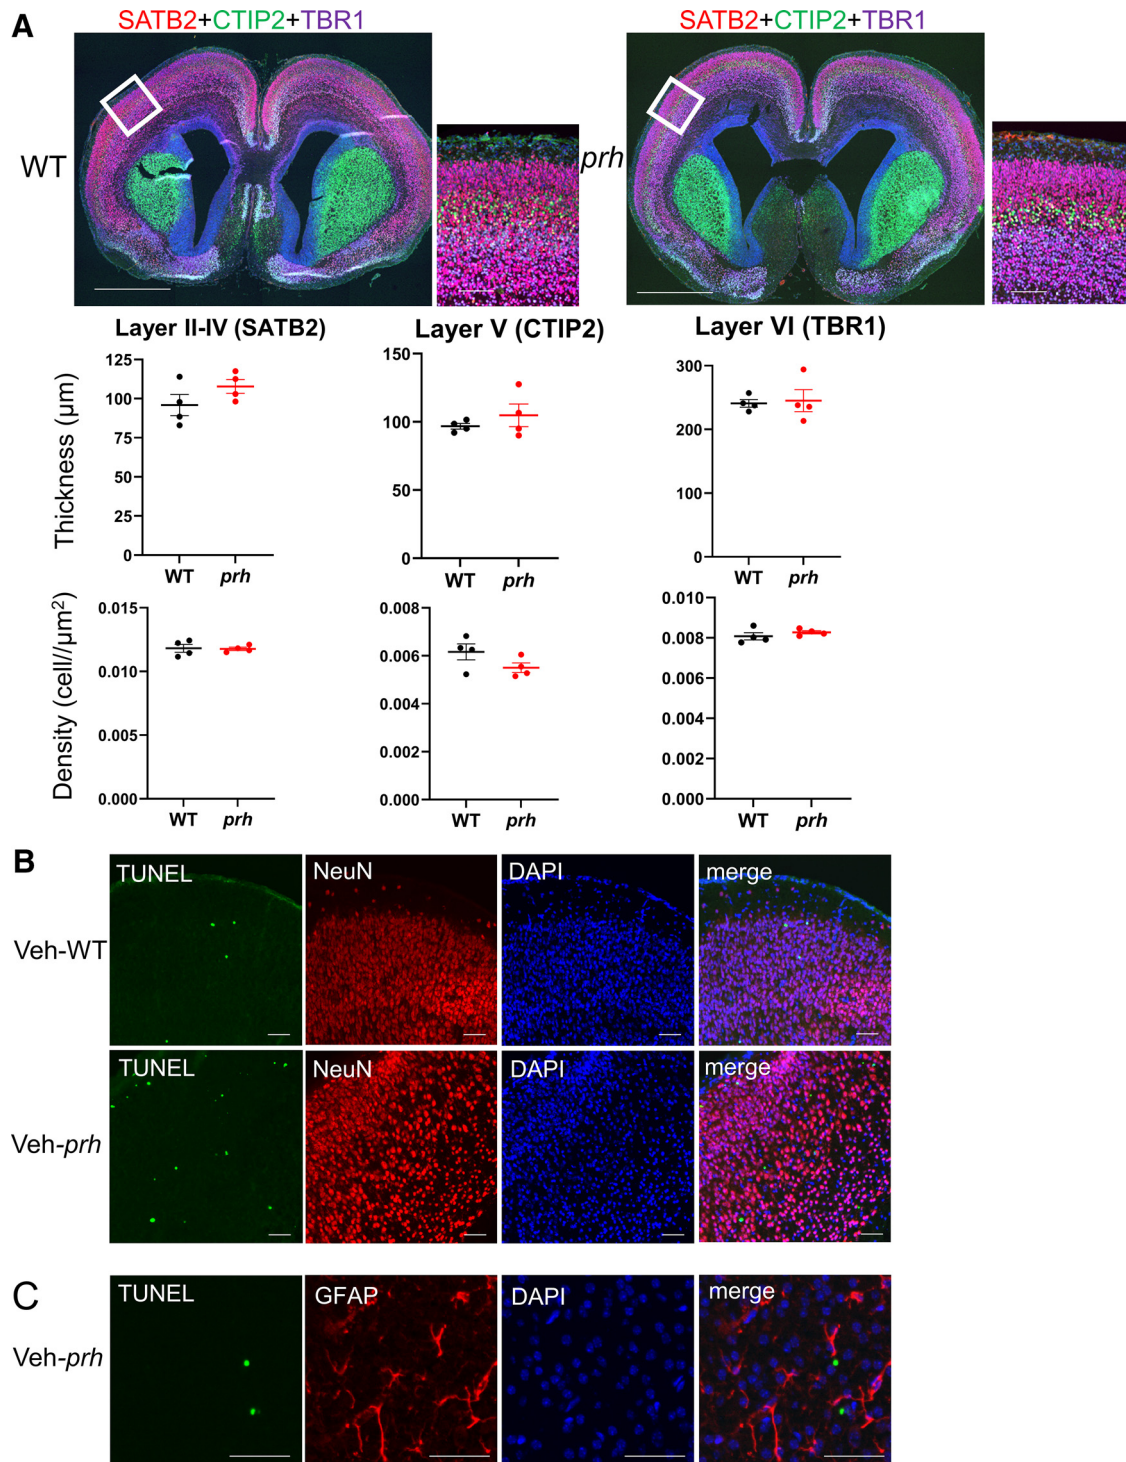 A
SATB2+CTIP2+TBR1
SATB2+CTIP2+TBR1
WT
prh
Layer II-IV (SATB2)
Layer V (CTIP2)
Layer VI (TBR1)
Thickness (μm)
125
100
75
50
25
0
WT prh
150
100
50
0
WT prh
300
200
100
0
WT prh
Density (cell//μm²)
0.015
0.010
0.005
0.000
WT prh
0.008
0.006
0.004
0.002
0.000
WT prh
0.010
0.008
0.006
0.004
0.002
0.000
WT prh
B
Veh-WT
TUNEL
NeuN
DAPI
merge
Veh-prh
TUNEL
NeuN
DAPI
merge
C
Veh-prh
TUNEL
GFAP
DAPI
merge